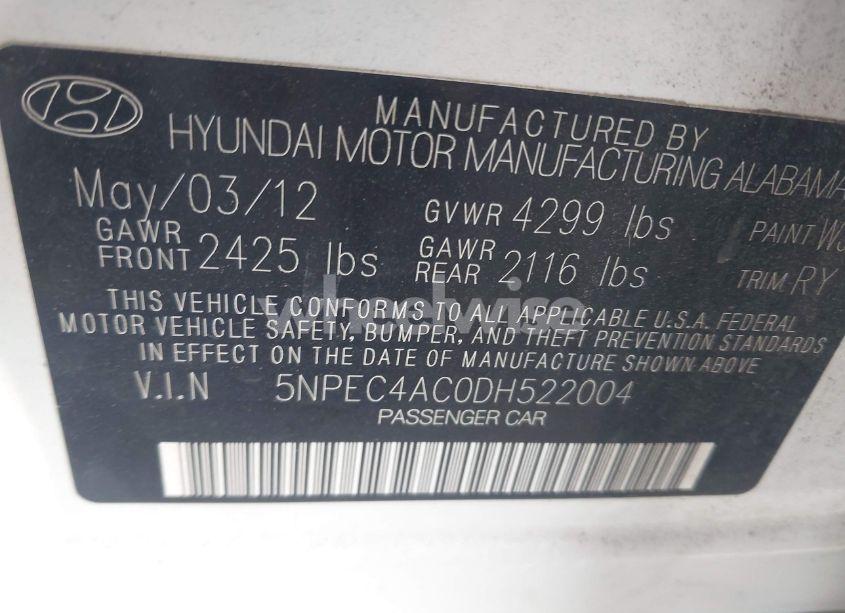 MANUFACTURED BY
HYUNDAI MOTOR MANUFACTURING ALABAMA
May/03/12 GVWR 4299 lbs PAINT
GAWR FRONT 2425 lbs GAWR REAR 2116 lbs TRIM RY
THIS VEHICLE CONFORMS TO ALL APPLICABLE U.S.A. FEDERAL
MOTOR VEHICLE SAFETY, BUMPER, AND THEFT PREVENTION STANDARDS
IN EFFECT ON THE DATE OF MANUFACTURE SHOWN ABOVE
V.I.N 5NPEC4AC0DH522004
PASSENGER CAR
wheelwise